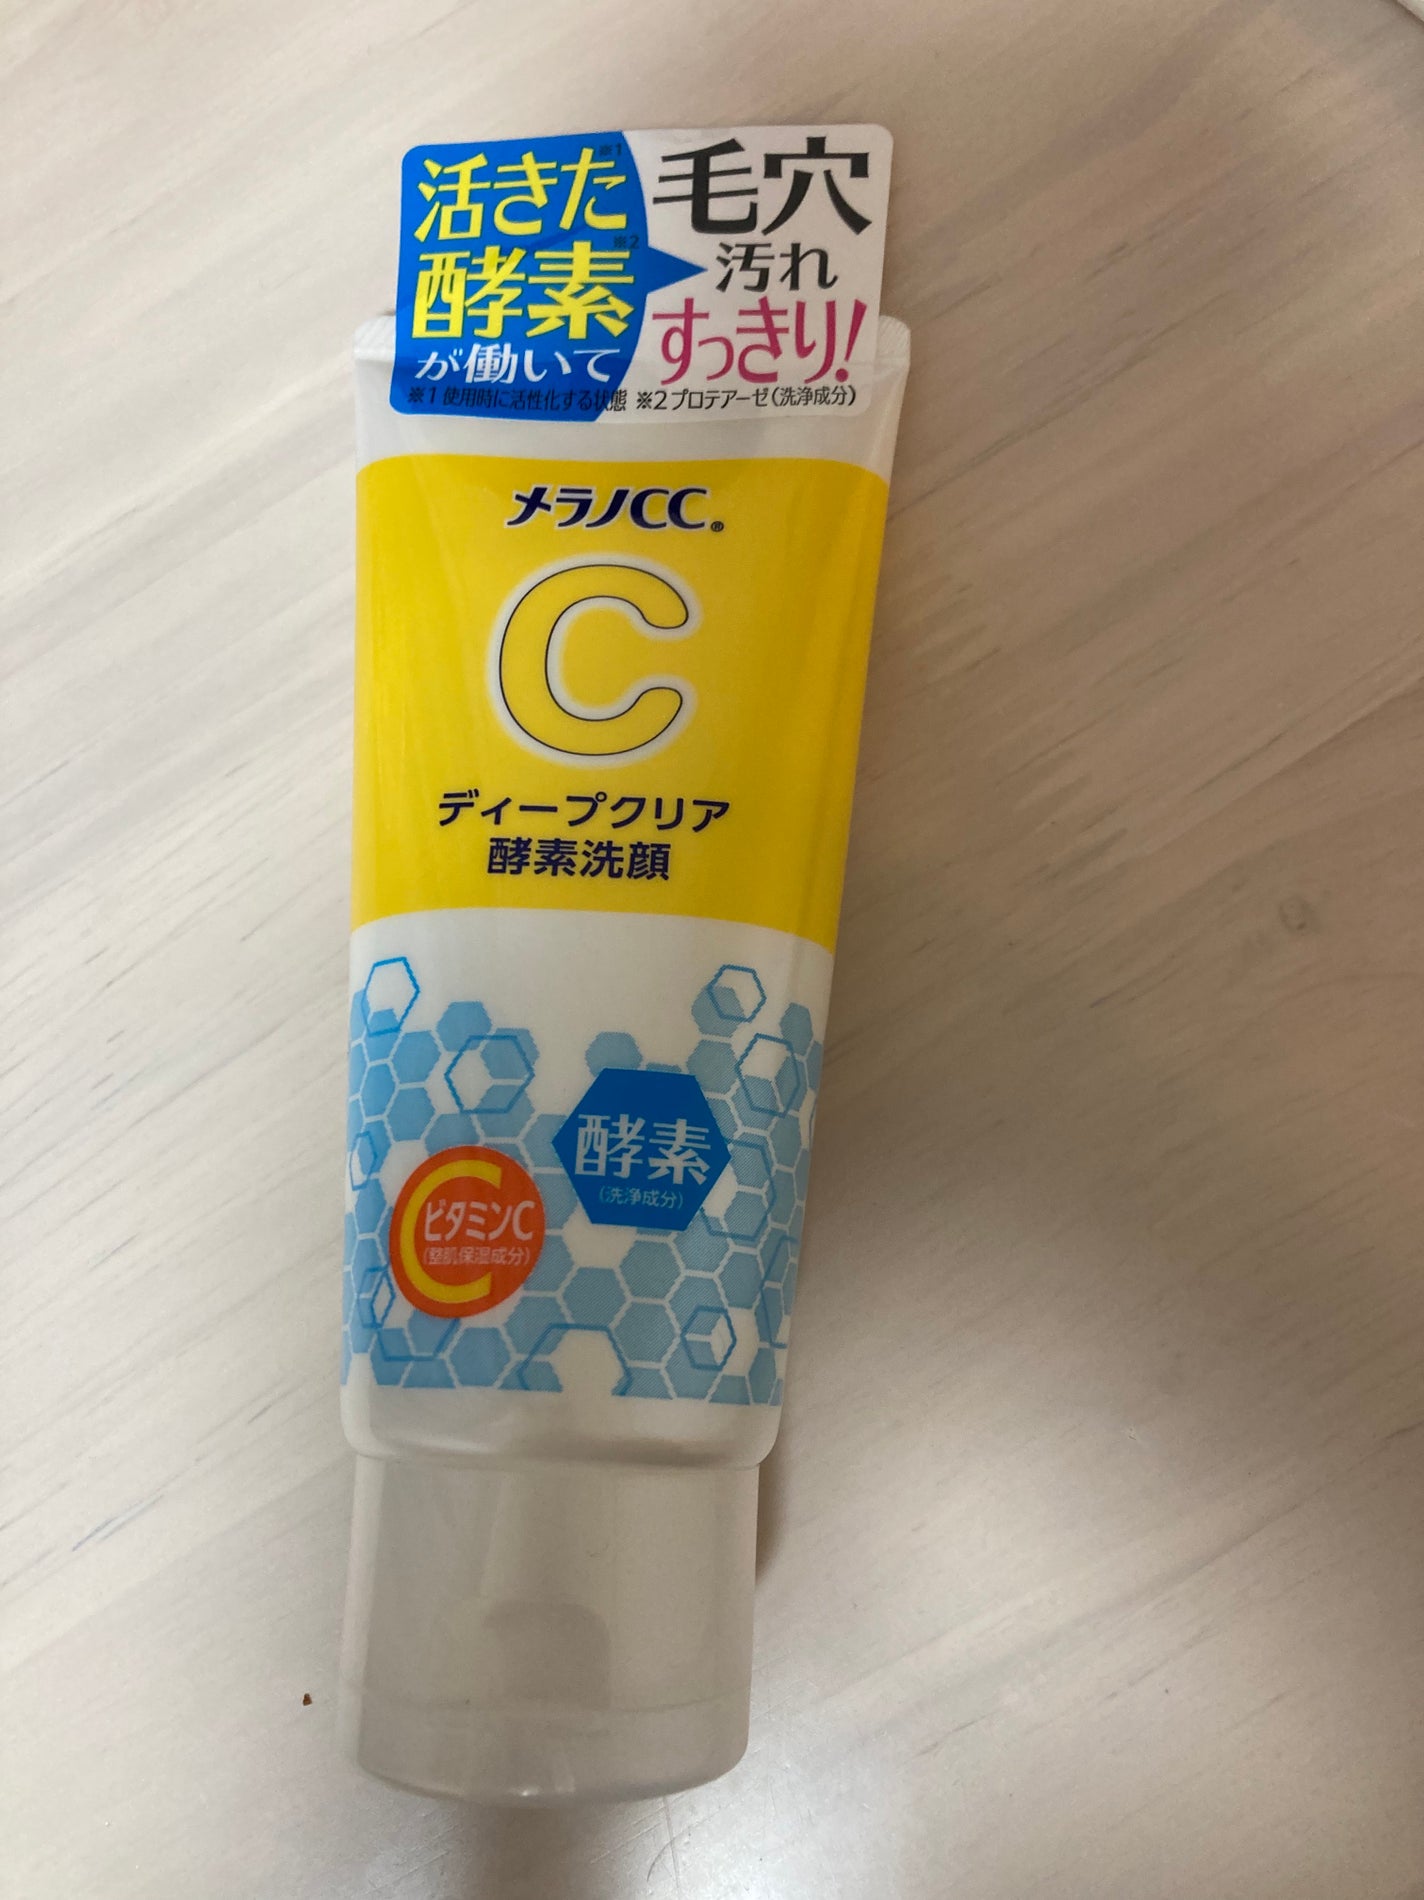 活きた※1
酵素※2
が働いて
毛穴
汚れ
すっきり!
※1 使用時に活性化する状態 ※2プロテアーゼ(洗浄成分)
メラノCC®
C
ディープクリア
酵素洗顔
酵素
(洗浄成分)
C
ビタミンC
(整肌保湿成分)